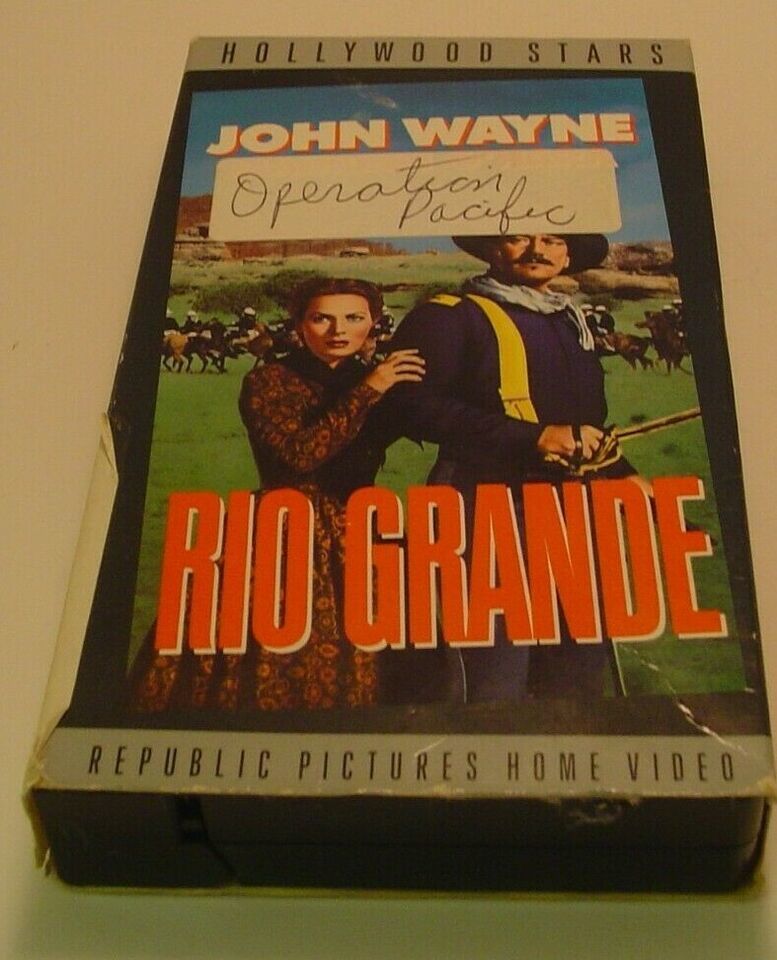 HOLLYWOOD STARS
JOHN WAYNE
Operation
Pacific
RIO GRANDE
REPUBLIC PICTURES HOME VIDEO